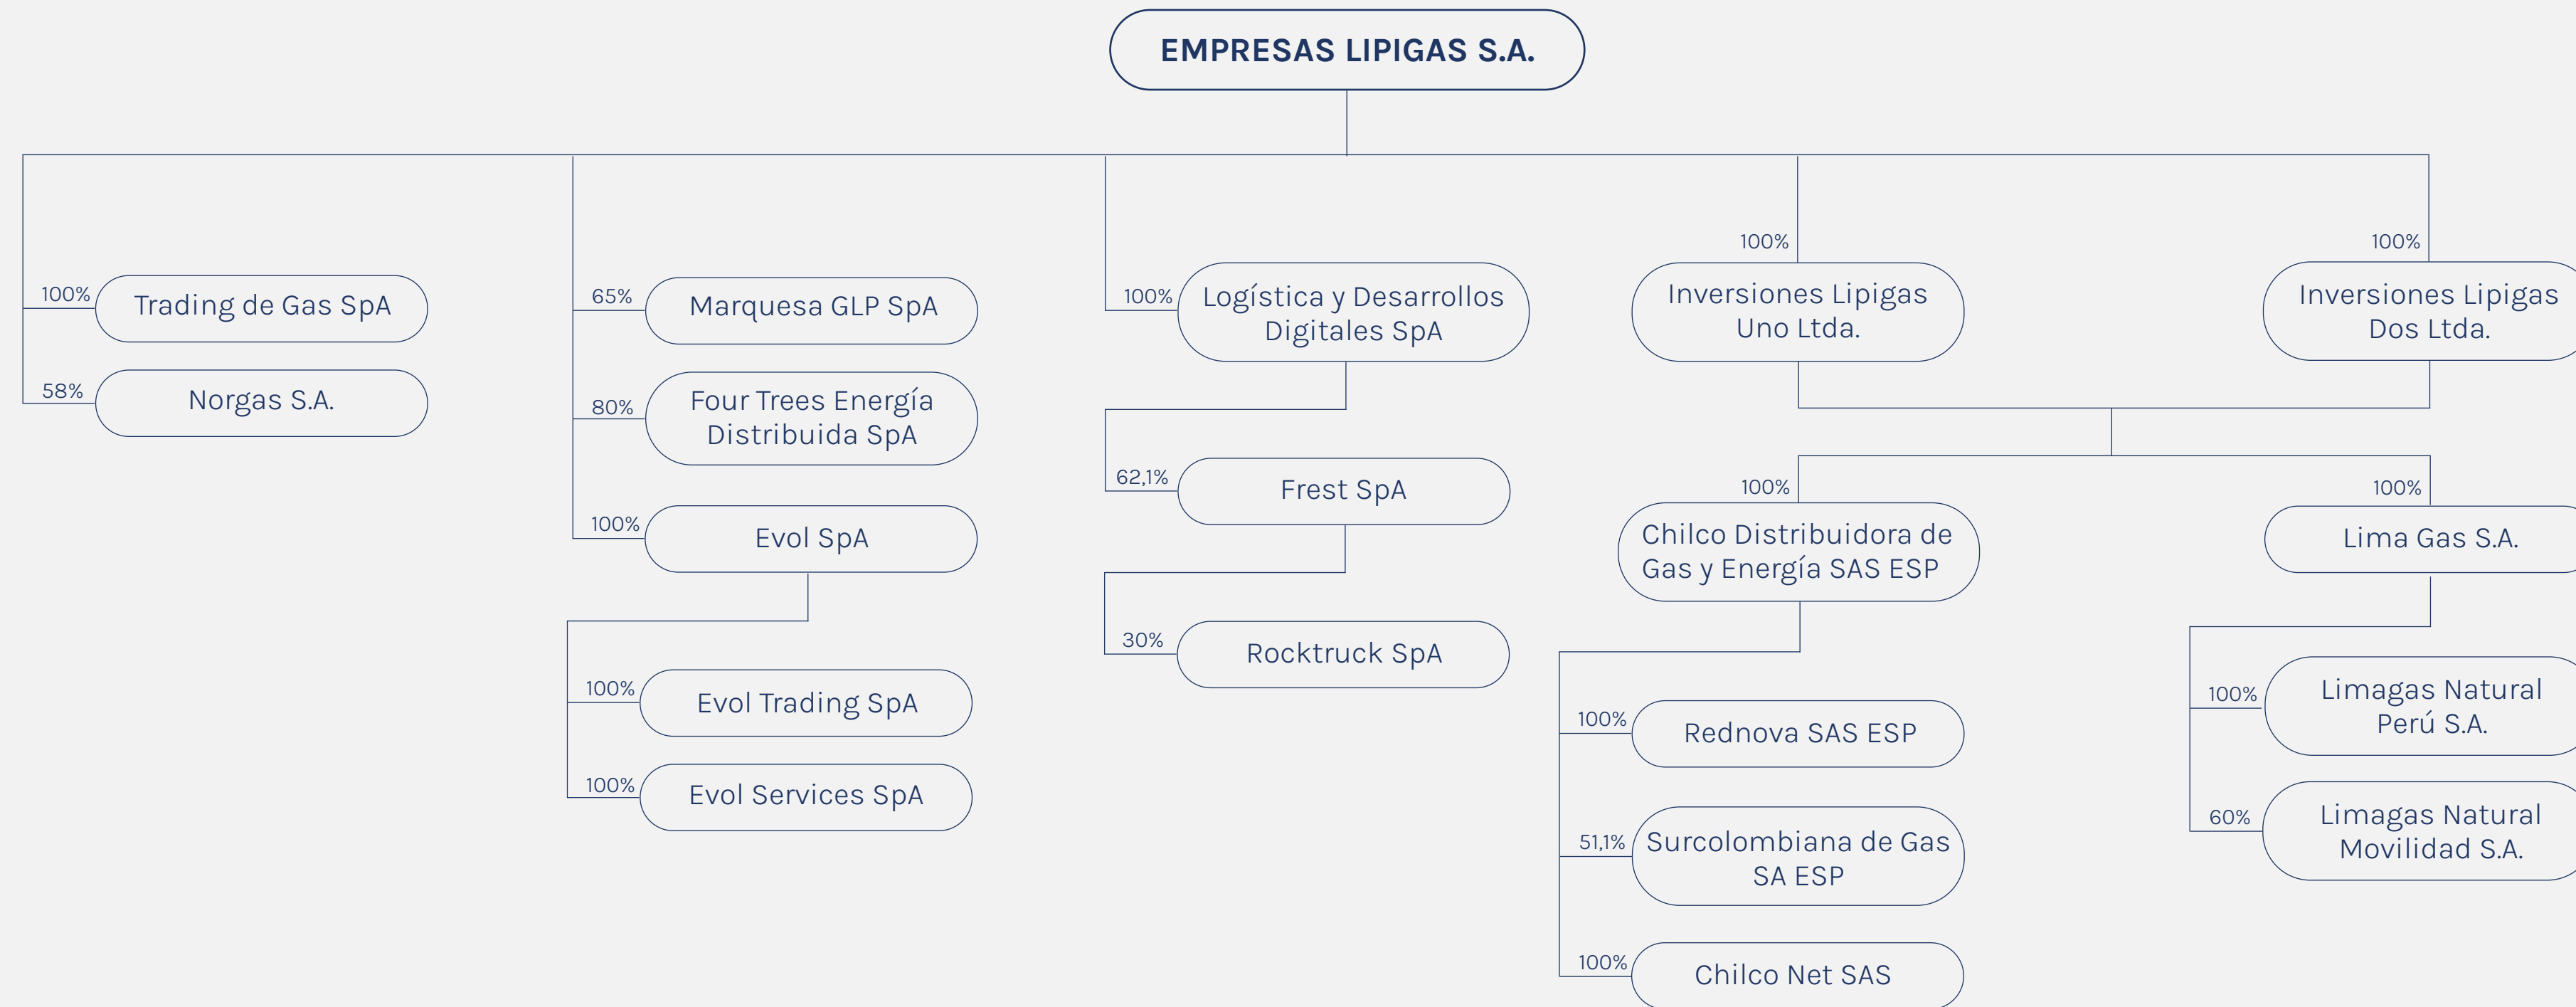 EMPRESAS LIPIGAS S.A.
100%
Trading de Gas SpA
58%
Norgas S.A.
65%
Marquesa GLP SpA
80%
Four Trees Energía
Distribuida SpA
100%
Evol SpA
100%
Evol Trading SpA
100%
Evol Services SpA
100%
Logística y Desarrollos
Digitales SpA
62,1%
Frest SpA
30%
Rocktruck SpA
100%
Inversiones Lipigas
Uno Ltda.
100%
Inversiones Lipigas
Dos Ltda.
100%
Chilco Distribuidora de
Gas y Energía SAS ESP
100%
Rednova SAS ESP
51,1%
Surcolombiana de Gas
SA ESP
100%
Chilco Net SAS
100%
Lima Gas S.A.
100%
Limagas Natural
Perú S.A.
60%
Limagas Natural
Movilidad S.A.